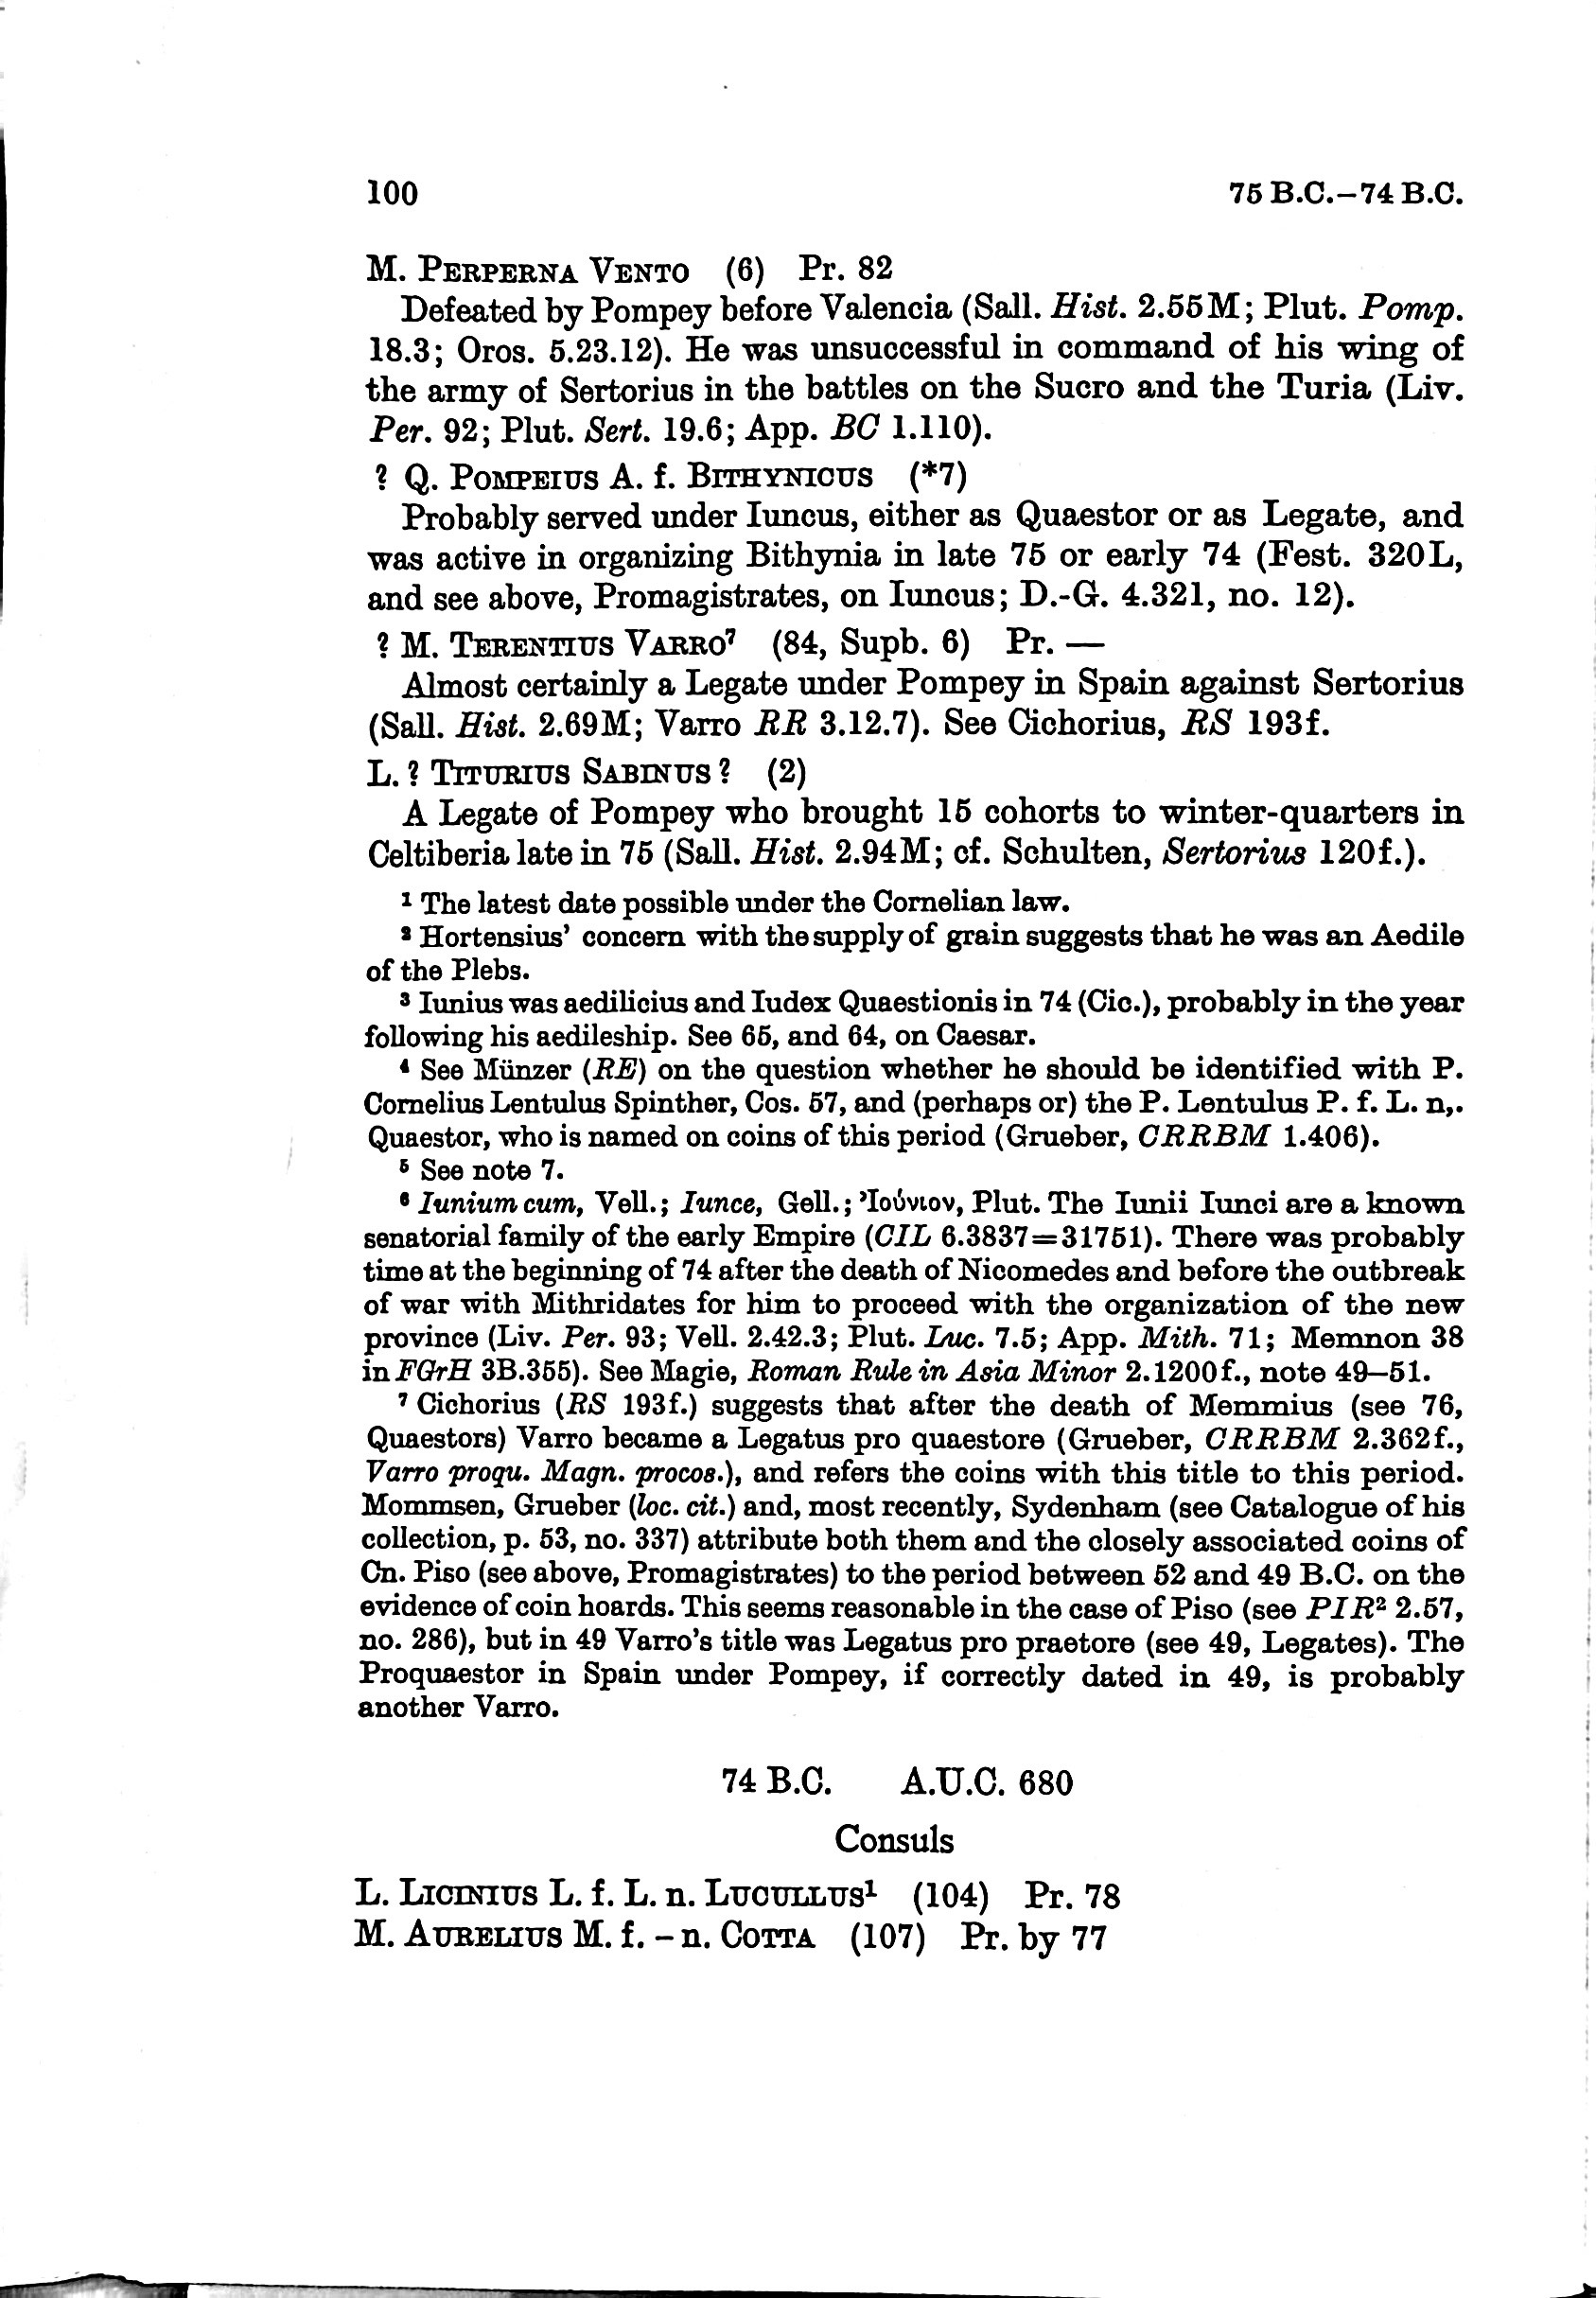 100 75 B.C.–74 B.C.
M. PERPERNA VENTO (6) Pr. 82
Defeated by Pompey before Valencia (Sall. Hist. 2.55M; Plut. Pomp.
18.3; Oros. 5.23.12). He was unsuccessful in command of his wing of
the army of Sertorius in the battles on the Sucro and the Turia (Liv.
Per. 92; Plut. Sert. 19.6; App. BC 1.110).
? Q. POMPEIUS A. f. BITHYNICUS (*7)
Probably served under Iuncus, either as Quaestor or as Legate, and
was active in organizing Bithynia in late 75 or early 74 (Fest. 320L,
and see above, Promagistrates, on Iuncus; D.-G. 4.321, no. 12).
? M. TERENTIUS VARRO⁷ (84, Supb. 6) Pr. —
Almost certainly a Legate under Pompey in Spain against Sertorius
(Sall. Hist. 2.69M; Varro RR 3.12.7). See Cichorius, RS 193f.
L. ? TITURIUS SABINUS ? (2)
A Legate of Pompey who brought 15 cohorts to winter-quarters in
Celtiberia late in 75 (Sall. Hist. 2.94M; cf. Schulten, Sertorius 120f.).
¹ The latest date possible under the Cornelian law.
² Hortensius' concern with the supply of grain suggests that he was an Aedile
of the Plebs.
³ Iunius was aedilicius and Iudex Quaestionis in 74 (Cic.), probably in the year
following his aedileship. See 65, and 64, on Caesar.
⁴ See Münzer (RE) on the question whether he should be identified with P.
Cornelius Lentulus Spinther, Cos. 57, and (perhaps or) the P. Lentulus P. f. L. n,.
Quaestor, who is named on coins of this period (Grueber, CRRBM 1.406).
⁵ See note 7.
⁶ Iunium cum, Vell.; Iunce, Gell.; Ἰούνιον, Plut. The Iunii Iunci are a known
senatorial family of the early Empire (CIL 6.3837=31751). There was probably
time at the beginning of 74 after the death of Nicomedes and before the outbreak
of war with Mithridates for him to proceed with the organization of the new
province (Liv. Per. 93; Vell. 2.42.3; Plut. Luc. 7.5; App. Mith. 71; Memnon 38
in FGrH 3B.355). See Magie, Roman Rule in Asia Minor 2.1200f., note 49–51.
⁷ Cichorius (RS 193f.) suggests that after the death of Memmius (see 76,
Quaestors) Varro became a Legatus pro quaestore (Grueber, CRRBM 2.362f.,
Varro proqu. Magn. procos.), and refers the coins with this title to this period.
Mommsen, Grueber (loc. cit.) and, most recently, Sydenham (see Catalogue of his
collection, p. 53, no. 337) attribute both them and the closely associated coins of
Cn. Piso (see above, Promagistrates) to the period between 52 and 49 B.C. on the
evidence of coin hoards. This seems reasonable in the case of Piso (see PIR² 2.57,
no. 286), but in 49 Varro's title was Legatus pro praetore (see 49, Legates). The
Proquaestor in Spain under Pompey, if correctly dated in 49, is probably
another Varro.
74 B.C. A.U.C. 680
Consuls
L. LICINIUS L. f. L. n. LUCULLUS¹ (104) Pr. 78
M. AURELIUS M. f. – n. COTTA (107) Pr. by 77